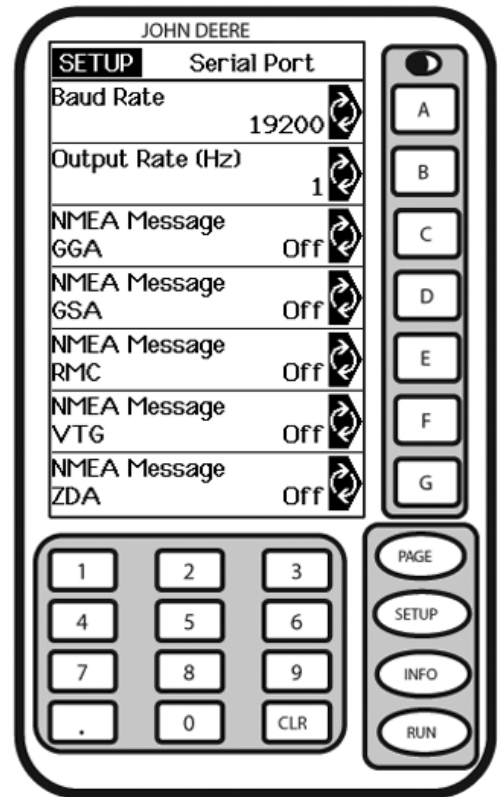 JOHN DEERE
SETUP Serial Port
Baud Rate
19200
Output Rate (Hz)
1
NMEA Message
GGA Off
NMEA Message
GSA Off
NMEA Message
RMC Off
NMEA Message
VTG Off
NMEA Message
ZDA Off
A
B
C
D
E
F
G
PAGE
SETUP
INFO
RUN
1 2 3
4 5 6
7 8 9
. 0 CLR